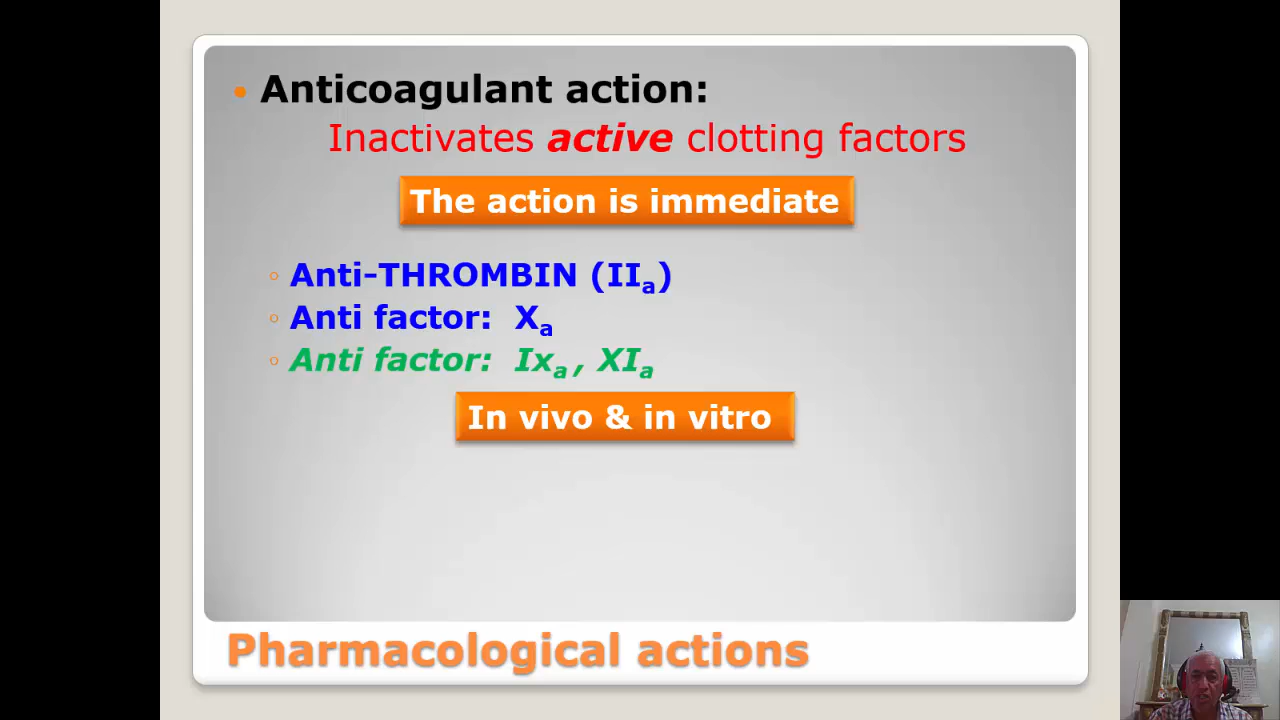 Anticoagulant action:
Inactivates active clotting factors
The action is immediate
Anti-THROMBIN (IIa)
Anti factor: Xa
Anti factor: Ixa , XIa
In vivo & in vitro
Pharmacological actions